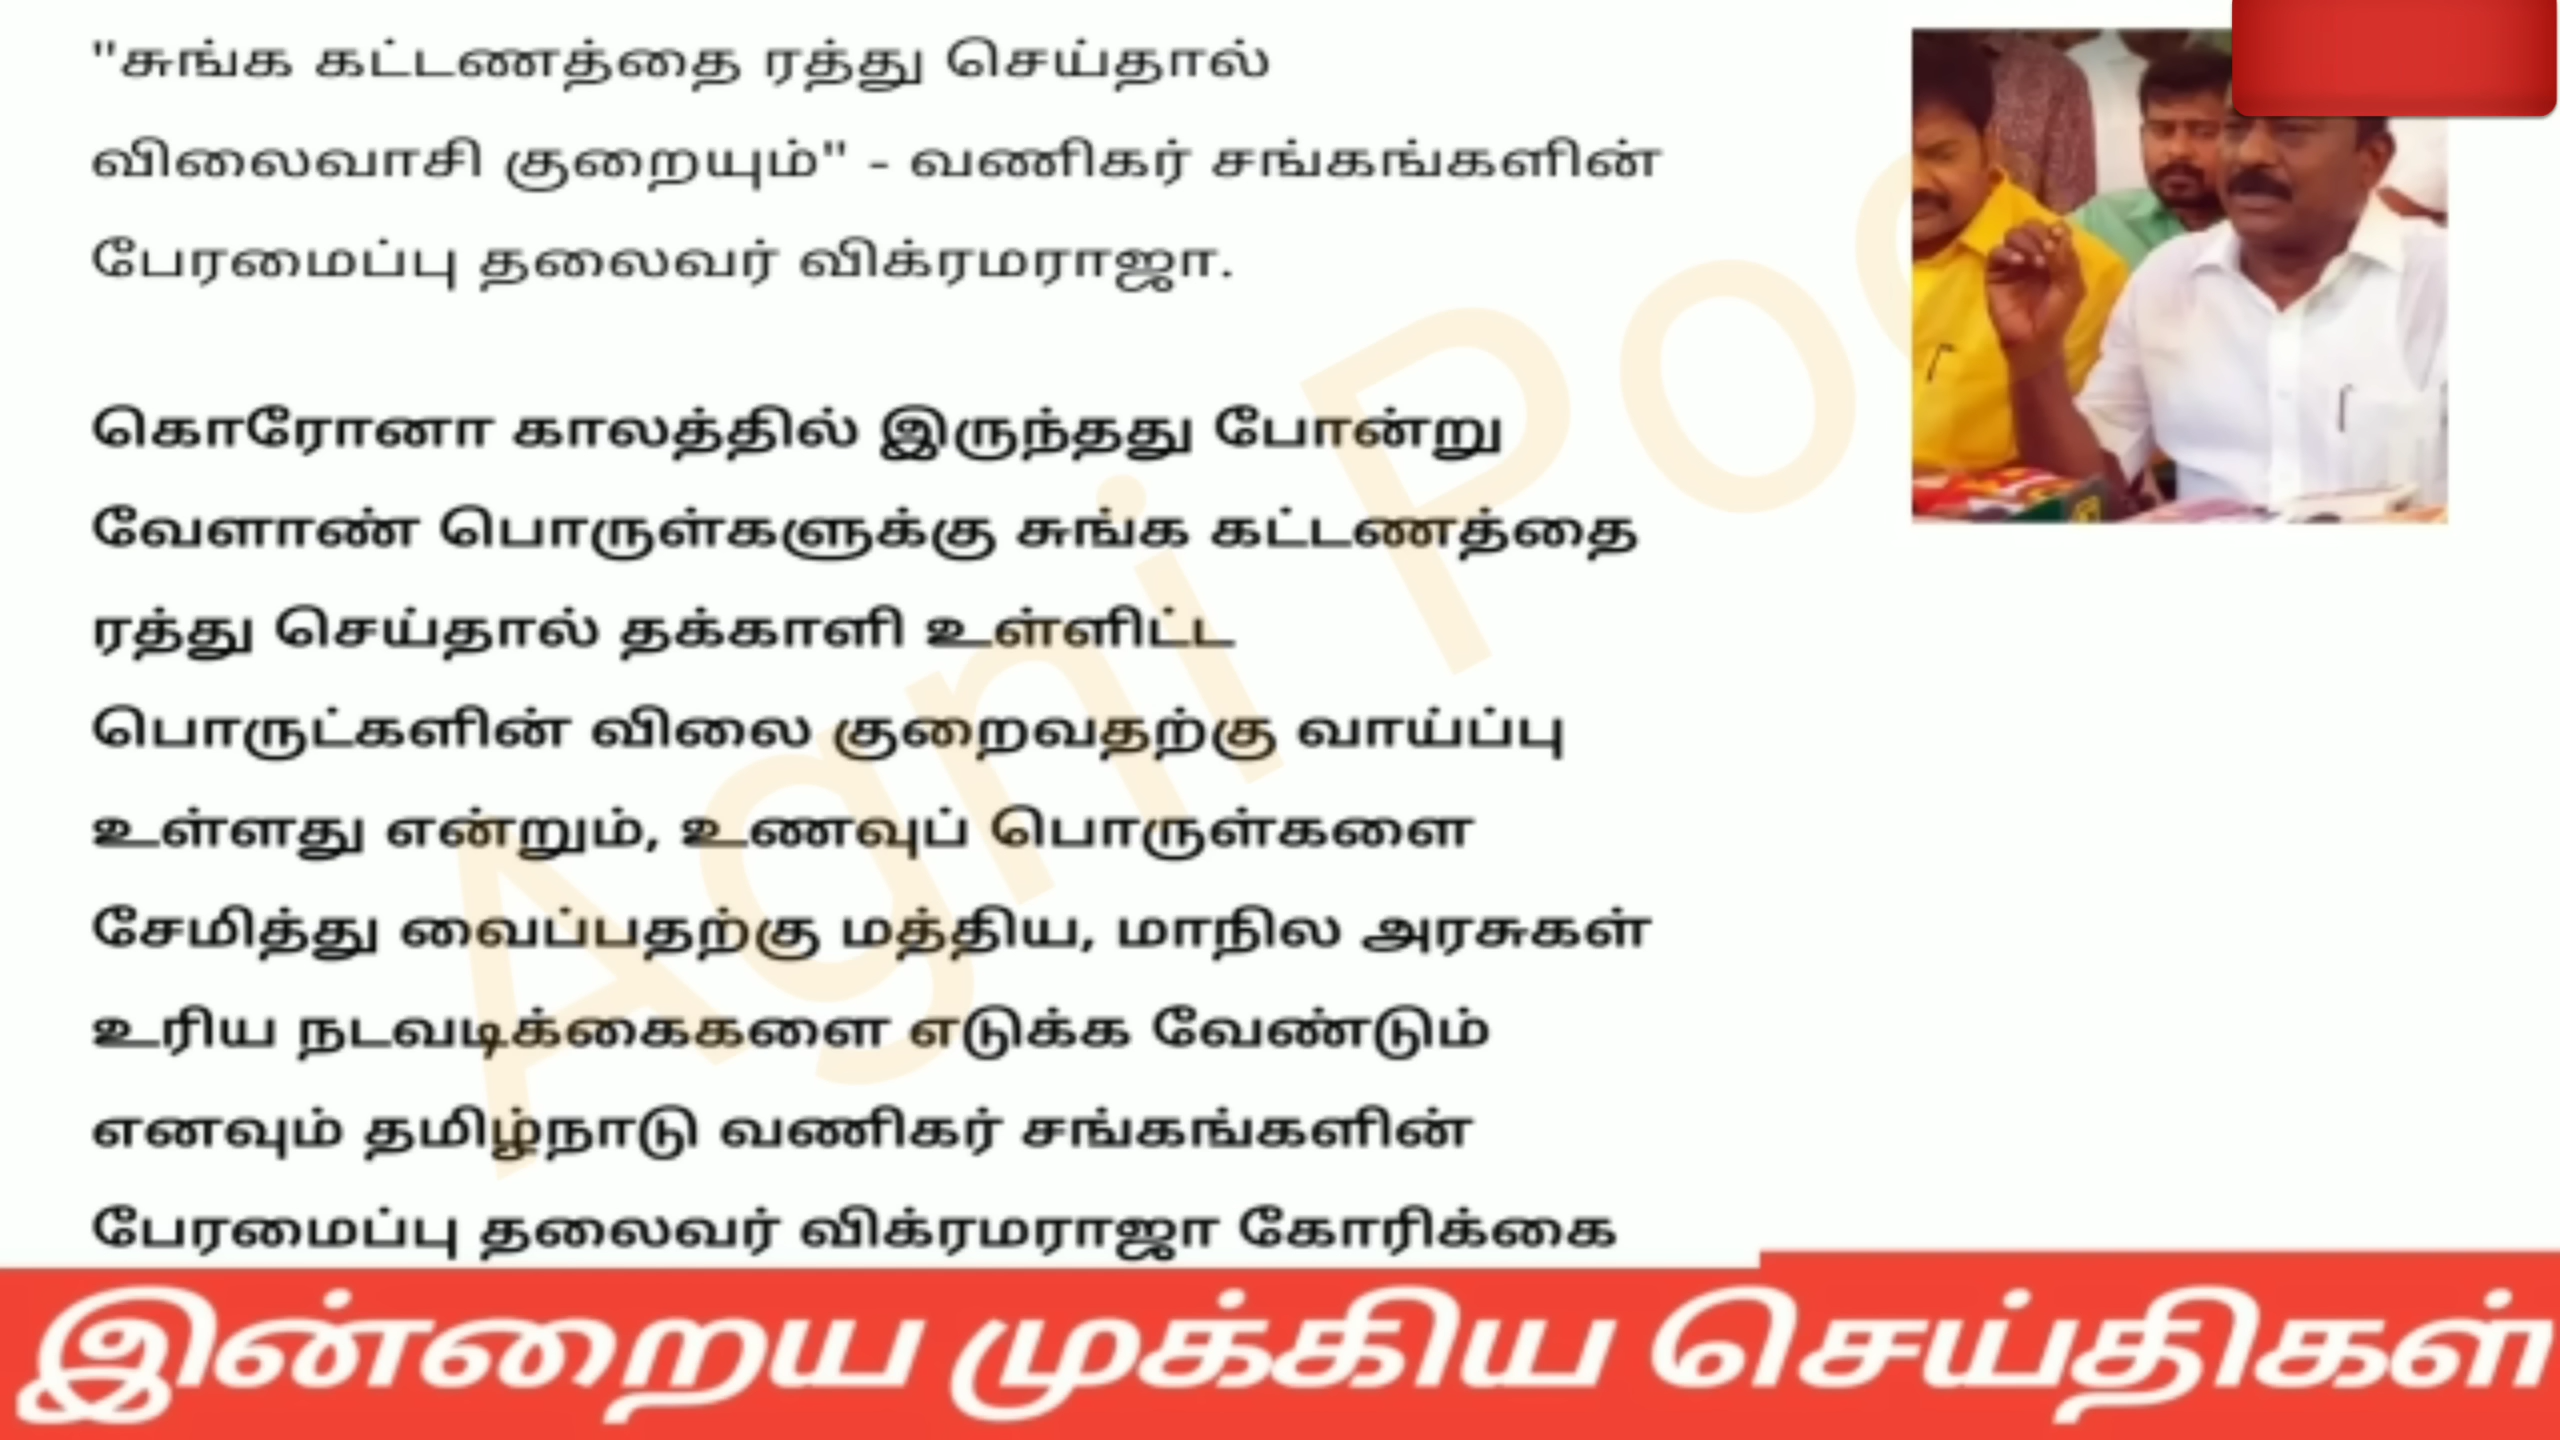 "சுங்க கட்டணத்தை ரத்து செய்தால்
விலைவாசி குறையும்" - வணிகர் சங்கங்களின்
பேரமைப்பு தலைவர் விக்ரமராஜா.
கொரோனா காலத்தில் இருந்தது போன்று
வேளாண் பொருள்களுக்கு சுங்க கட்டணத்தை
ரத்து செய்தால் தக்காளி உள்ளிட்ட
பொருட்களின் விலை குறைவதற்கு வாய்ப்பு
உள்ளது என்றும், உணவுப் பொருள்களை
சேமித்து வைப்பதற்கு மத்திய, மாநில அரசுகள்
உரிய நடவடிக்கைகளை எடுக்க வேண்டும்
எனவும் தமிழ்நாடு வணிகர் சங்கங்களின்
பேரமைப்பு தலைவர் விக்ரமராஜா கோரிக்கை
இன்றைய முக்கிய செய்திகள்
Agni